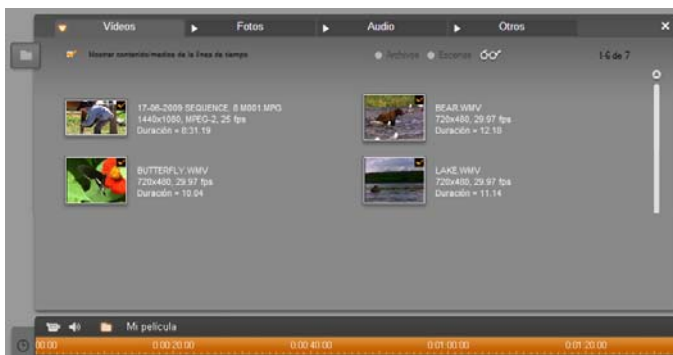 Vídeos Fotos Audio Otros
Mostrar contenido/medios de la línea de tiempo
Archivos Escenas
1-6 de 7
17-06-2009 SEQUENCE. 8 M001.MPG
1440x1080, MPEG-2, 25 fps
Duración = 8:31.19
BEAR.WMV
720x480, 29.97 fps
Duración = 12.18
BUTTERFLY.WMV
720x480, 29.97 fps
Duración = 10.04
LAKE.WMV
720x480, 29.97 fps
Duración = 11.14
Mi película
00.00 0:00:20.00 0:00:40.00 0:01:00.00 0:01:20.00